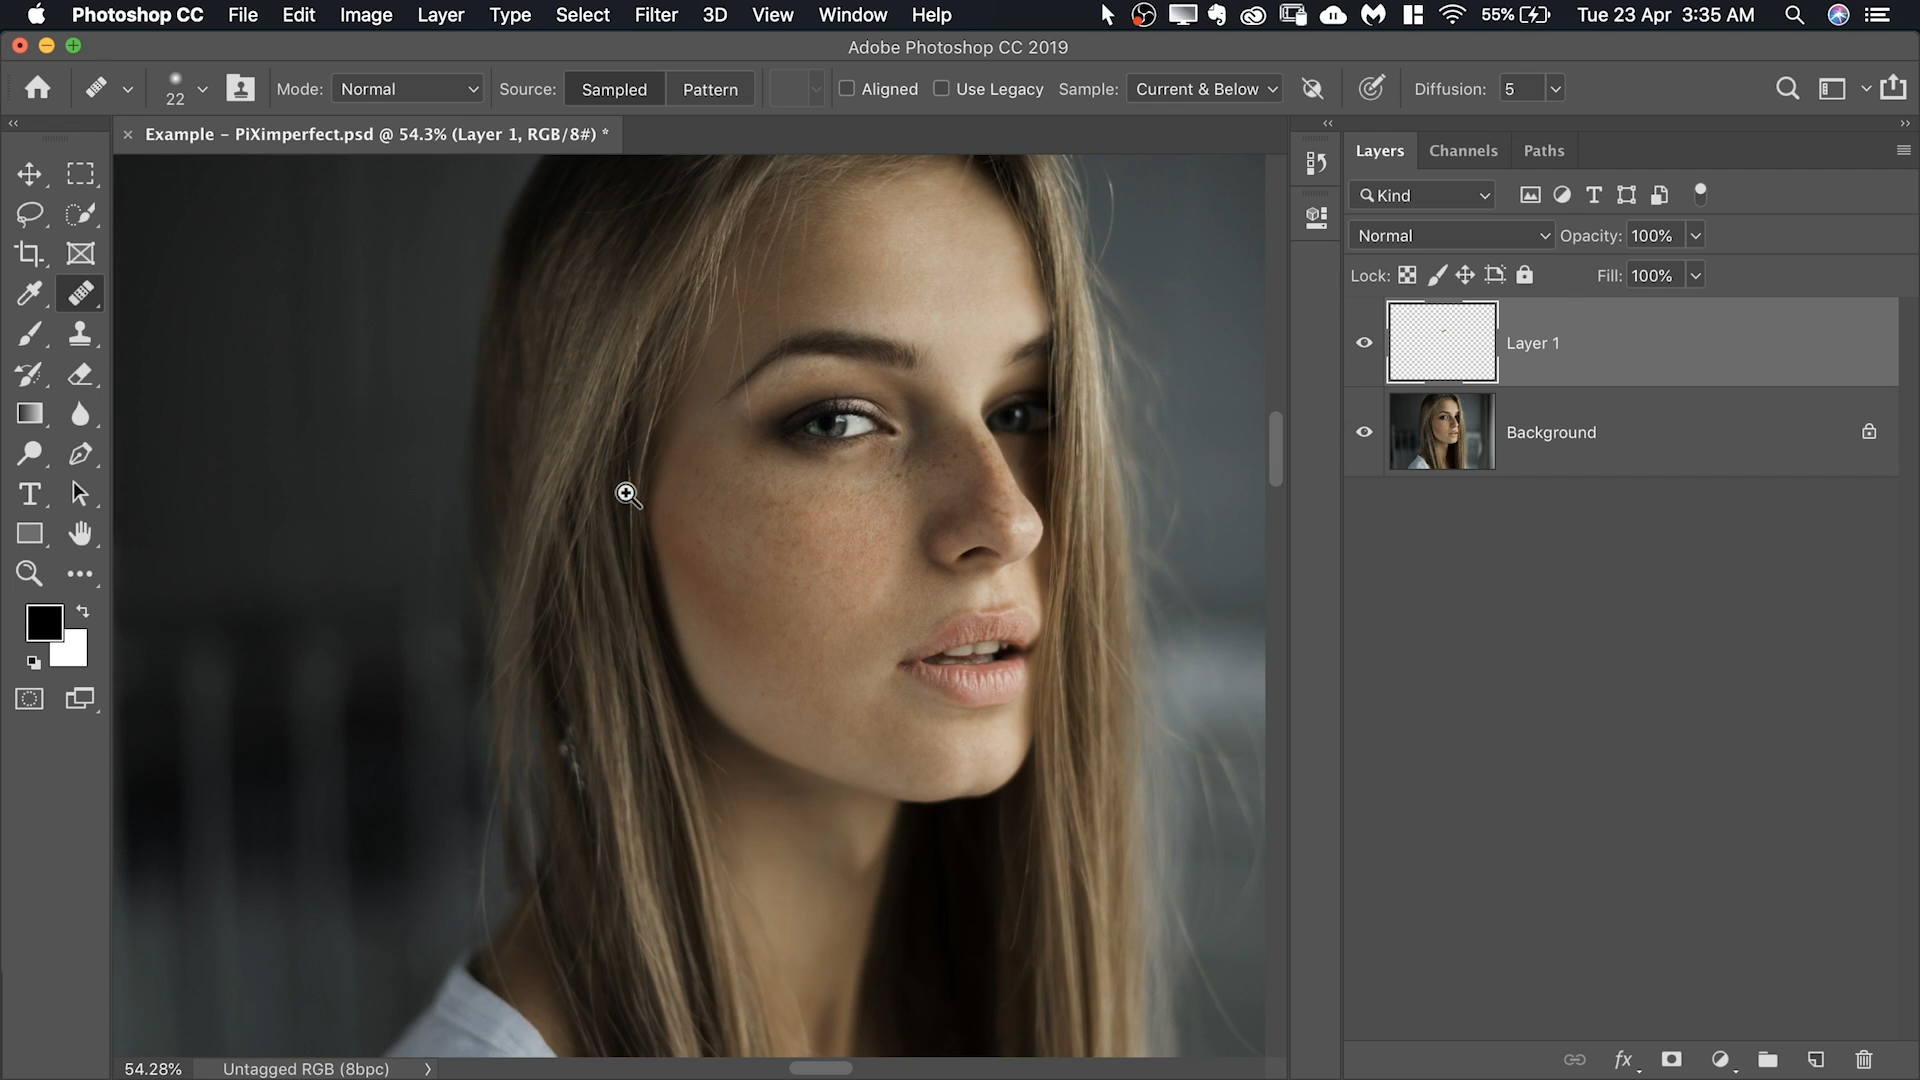 Photoshop CC File Edit Image Layer Type Select Filter 3D View Window Help 55% Tue 23 Apr 3:35 AM
Adobe Photoshop CC 2019
22 Mode: Normal Source: Sampled Pattern Aligned Use Legacy Sample: Current & Below Diffusion: 5
× Example – PiXimperfect.psd @ 54.3% (Layer 1, RGB/8#) *
Layers Channels Paths
Kind
Normal Opacity: 100%
Lock: Fill: 100%
Layer 1
Background
fx
54.28% Untagged RGB (8bpc)